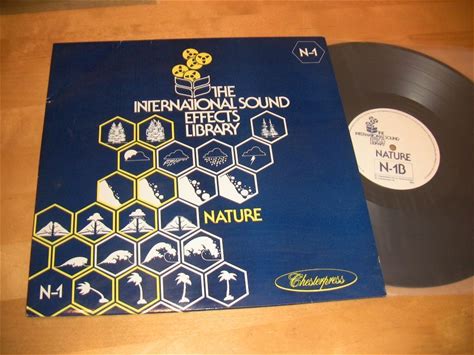 N-1
THE
INTERNATIONAL SOUND
EFFECTS
LIBRARY
NATURE
N-1
Chesterpress
THE
INTERNATIONAL SOUND
EFFECTS
LIBRARY
NATURE
N-1B